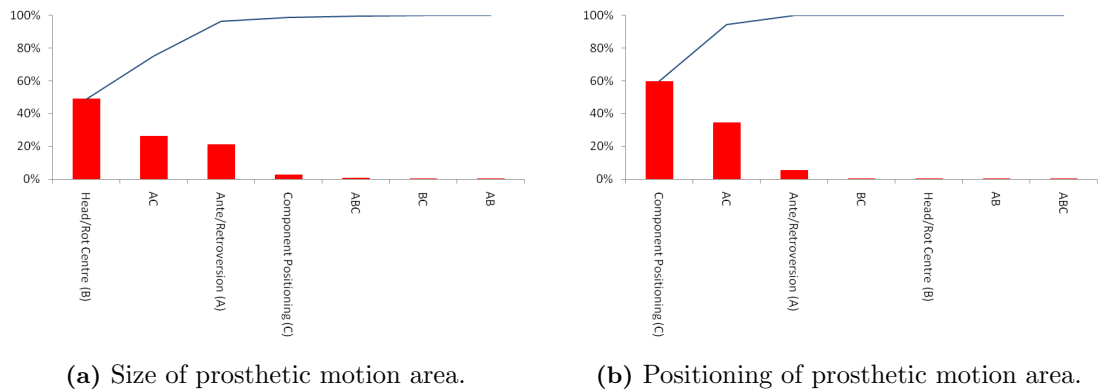 100%
80%
60%
40%
20%
0%
Head/Rot Centre (B)
AC
Ante/Retroversion (A)
Component Positioning (C)
ABC
BC
AB
(a) Size of prosthetic motion area.
100%
80%
60%
40%
20%
0%
Component Positioning (C)
AC
Ante/Retroversion (A)
BC
Head/Rot Centre (B)
AB
ABC
(b) Positioning of prosthetic motion area.